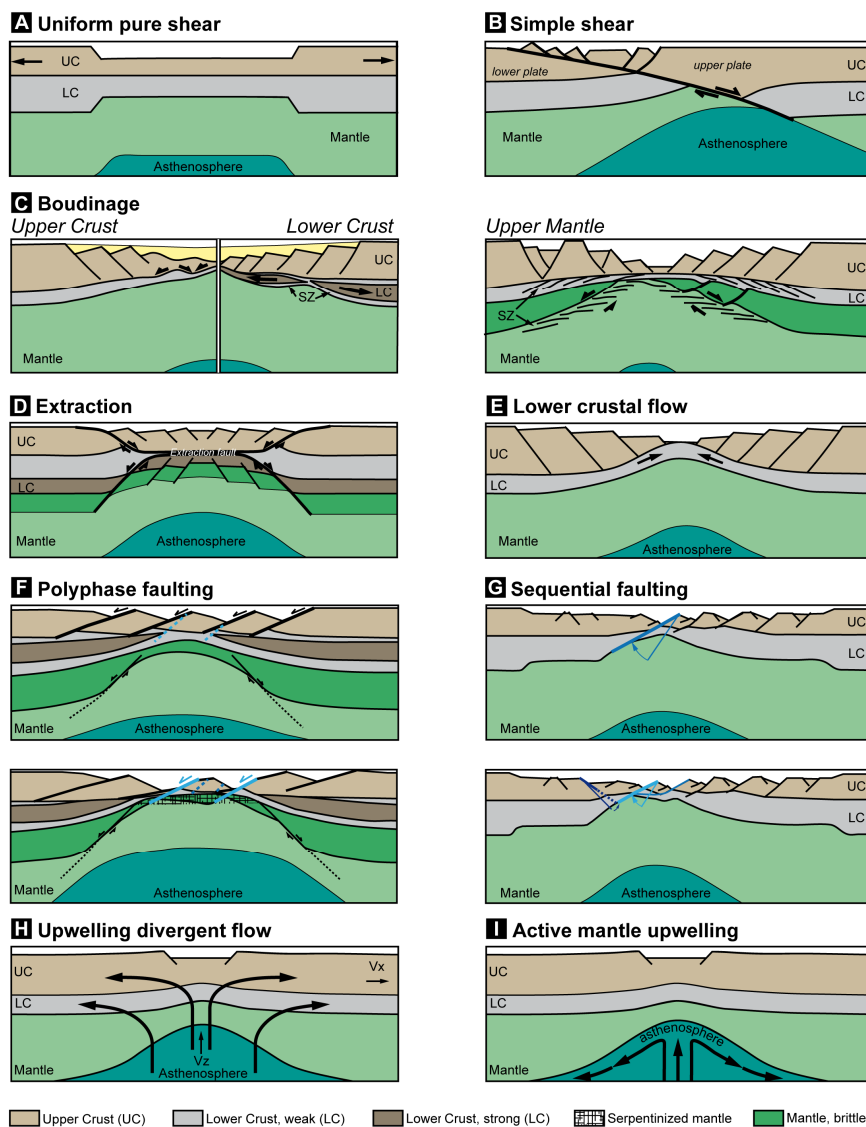 A Uniform pure shear
UC
LC
Mantle
Asthenosphere
B Simple shear
lower plate
upper plate
UC
LC
Mantle
Asthenosphere
C Boudinage
Upper Crust
Lower Crust
UC
LC
SZ
Mantle
Upper Mantle
UC
LC
SZ
Mantle
D Extraction
UC
Extraction fault
LC
Mantle
Asthenosphere
E Lower crustal flow
UC
LC
Mantle
Asthenosphere
F Polyphase faulting
Mantle
Asthenosphere
Mantle
Asthenosphere
G Sequential faulting
UC
LC
Mantle
Asthenosphere
UC
LC
Mantle
Asthenosphere
H Upwelling divergent flow
UC
Vx
LC
Vz
Mantle
Asthenosphere
I Active mantle upwelling
UC
LC
asthenosphere
Mantle
Upper Crust (UC)
Lower Crust, weak (LC)
Lower Crust, strong (LC)
Serpentinized mantle
Mantle, brittle